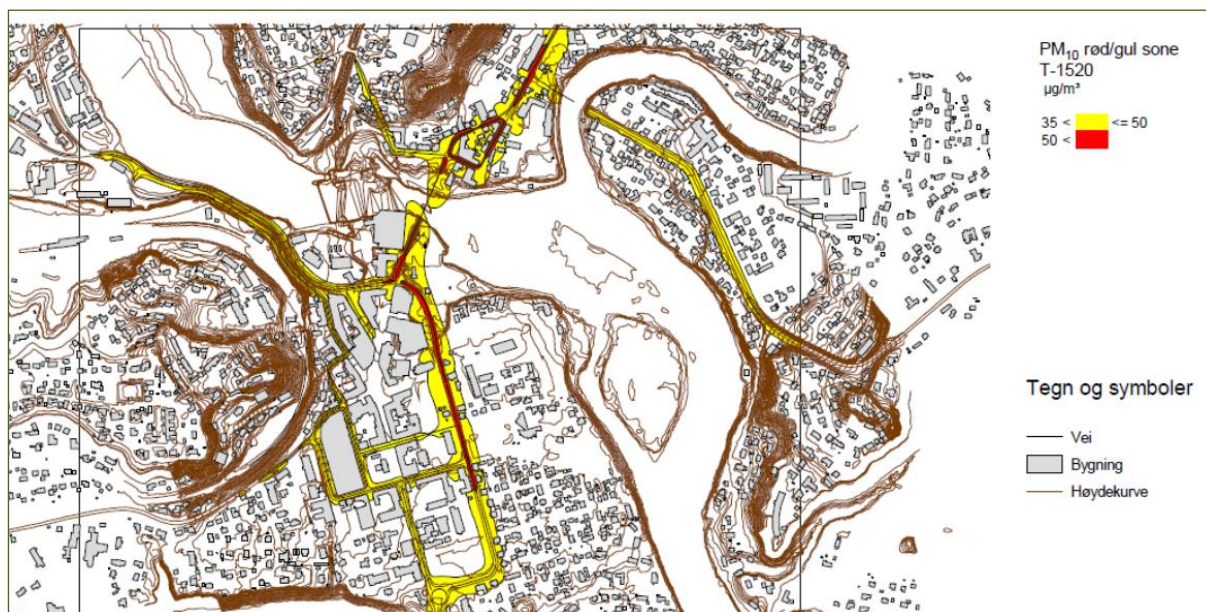 PM₁₀ rød/gul sone
T-1520
µg/m³
35 < <= 50
50 <
Tegn og symboler
Vei
Bygning
Høydekurve